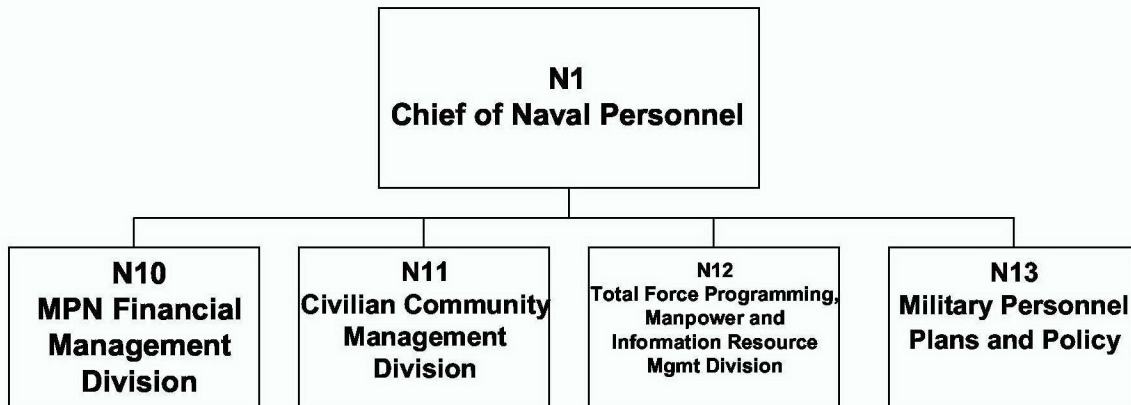 N1
Chief of Naval Personnel
N10
MPN Financial
Management
Division
N11
Civilian Community
Management
Division
N12
Total Force Programming,
Manpower and
Information Resource
Mgmt Division
N13
Military Personnel
Plans and Policy